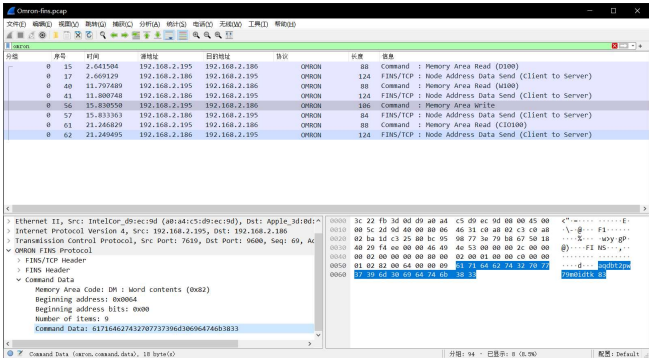 Omron-fins.pcap
文件(F) 编辑(E) 视图(V) 跳转(G) 捕获(C) 分析(A) 统计(S) 电话(Y) 无线(W) 工具(T) 帮助(H)
omron
分组 序号 时间 源地址 目的地址 协议 长度 信息
0 15 2.641504 192.168.2.195 192.168.2.186 OMRON 88 Command : Memory Area Read (D100)
0 17 2.669129 192.168.2.186 192.168.2.195 OMRON 124 FINS/TCP : Node Address Data Send (Client to Server)
0 40 11.797489 192.168.2.195 192.168.2.186 OMRON 88 Command : Memory Area Read (W100)
0 41 11.800748 192.168.2.186 192.168.2.195 OMRON 124 FINS/TCP : Node Address Data Send (Client to Server)
0 56 15.830550 192.168.2.195 192.168.2.186 OMRON 106 Command : Memory Area Write
0 57 15.833363 192.168.2.186 192.168.2.195 OMRON 84 FINS/TCP : Node Address Data Send (Client to Server)
0 61 21.246829 192.168.2.195 192.168.2.186 OMRON 88 Command : Memory Area Read (CIO100)
0 62 21.249495 192.168.2.186 192.168.2.195 OMRON 124 FINS/TCP : Node Address Data Send (Client to Server)
Ethernet II, Src: IntelCor_d9:ec:9d (a0:a4:c5:d9:ec:9d), Dst: Apple_3d:0d:
Internet Protocol Version 4, Src: 192.168.2.195, Dst: 192.168.2.186
Transmission Control Protocol, Src Port: 7619, Dst Port: 9600, Seq: 69, Ac
OMRON FINS Protocol
FINS/TCP Header
FINS Header
Command Data
Memory Area Code: DM : Word contents (0x82)
Beginning address: 0x0064
Beginning address bits: 0x00
Number of items: 9
Command Data: 617164627432707737396d306964746b3833
0000 3c 22 fb 3d 0d d9 a0 a4 c5 d9 ec 9d 08 00 45 00 <"·=···· ······E·
0010 00 5c 2d 9d 40 00 80 06 46 31 c0 a8 02 c3 c0 a8 ·\-·@··· F1······
0020 02 ba 1d c3 25 80 bc 95 98 77 3e 79 b8 67 50 18 ····%··· ·w>y·gP·
0030 40 29 f4 ee 00 00 46 49 4e 53 00 00 00 2c 00 00 @)····FI NS···,··
0040 00 02 00 00 00 00 80 00 02 00 01 00 00 c0 00 00
0050 01 02 82 00 64 00 00 09 61 71 64 62 74 32 70 77 ····d··· aqdbt2pw
0060 37 39 6d 30 69 64 74 6b 38 33 79m0idtk 83
Command Data (omron.command.data), 18 byte(s)
分组: 94 · 已显示: 8 (8.5%)
配置: Default